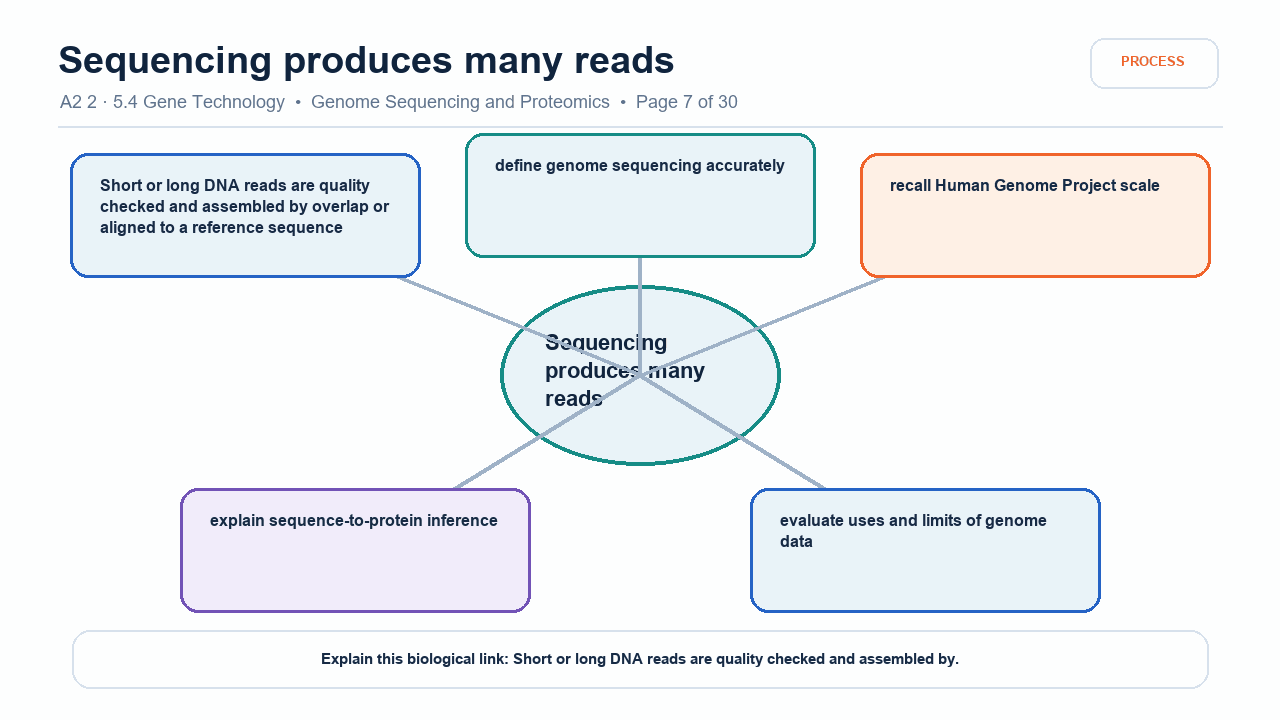 Sequencing produces many reads
PROCESS
A2 2 · 5.4 Gene Technology • Genome Sequencing and Proteomics • Page 7 of 30
Short or long DNA reads are quality
checked and assembled by overlap or
aligned to a reference sequence
define genome sequencing accurately
recall Human Genome Project scale
Sequencing
produces many
reads
explain sequence-to-protein inference
evaluate uses and limits of genome
data
Explain this biological link: Short or long DNA reads are quality checked and assembled by.